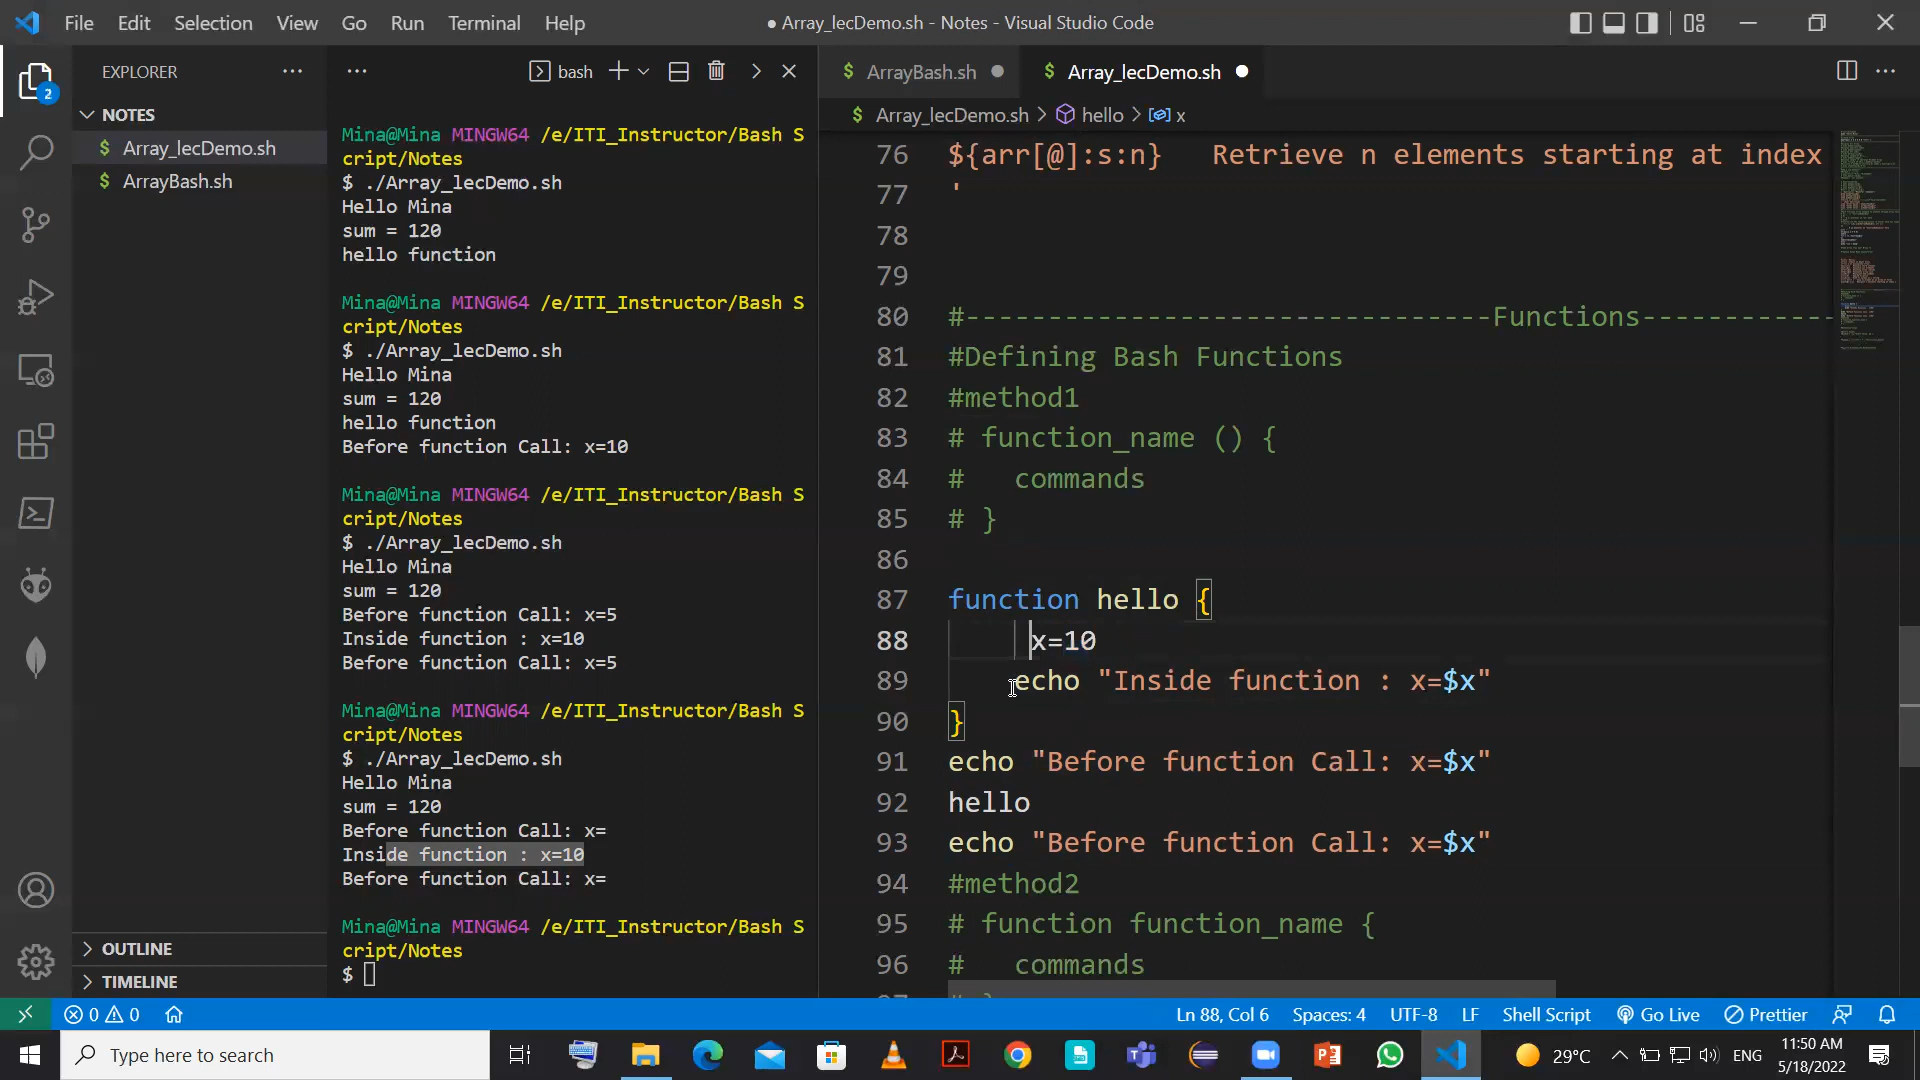 File Edit Selection View Go Run Terminal Help
● Array_lecDemo.sh - Notes - Visual Studio Code
EXPLORER
NOTES
$ Array_lecDemo.sh
$ ArrayBash.sh
OUTLINE
TIMELINE
2
bash
Mina@Mina MINGW64 /e/ITI_Instructor/Bash S
cript/Notes
$ ./Array_lecDemo.sh
Hello Mina
sum = 120
hello function
Mina@Mina MINGW64 /e/ITI_Instructor/Bash S
cript/Notes
$ ./Array_lecDemo.sh
Hello Mina
sum = 120
hello function
Before function Call: x=10
Mina@Mina MINGW64 /e/ITI_Instructor/Bash S
cript/Notes
$ ./Array_lecDemo.sh
Hello Mina
sum = 120
Before function Call: x=5
Inside function : x=10
Before function Call: x=5
Mina@Mina MINGW64 /e/ITI_Instructor/Bash S
cript/Notes
$ ./Array_lecDemo.sh
Hello Mina
sum = 120
Before function Call: x=
Inside function : x=10
Before function Call: x=
Mina@Mina MINGW64 /e/ITI_Instructor/Bash S
cript/Notes
$
$ ArrayBash.sh ● $ Array_lecDemo.sh ●
$ Array_lecDemo.sh > hello > x
76 ${arr[@]:s:n}   Retrieve n elements starting at index
77 '
78
79
80 #--------------------------------Functions------------
81 #Defining Bash Functions
82 #method1
83 # function_name () {
84 #   commands
85 # }
86
87 function hello {
88      x=10
89     echo "Inside function : x=$x"
90 }
91 echo "Before function Call: x=$x"
92 hello
93 echo "Before function Call: x=$x"
94 #method2
95 # function function_name {
96 #   commands
0 0 Ln 88, Col 6 Spaces: 4 UTF-8 LF Shell Script Go Live Prettier
Type here to search
29°C ENG 11:50 AM
5/18/2022